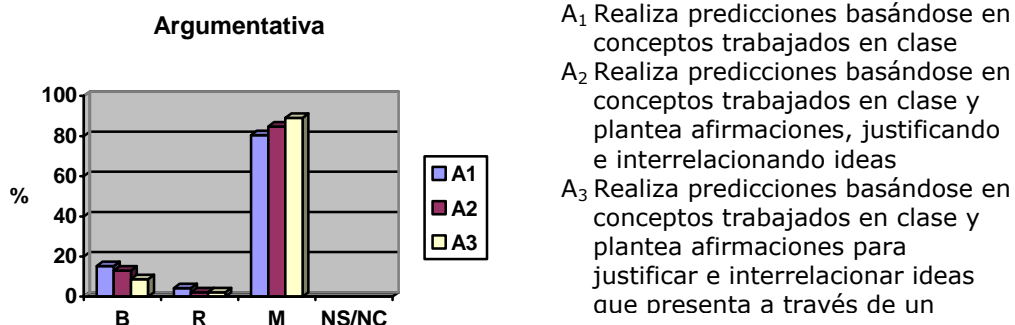 Argumentativa
100
80
60
40
20
0
%
B R M NS/NC
A1
A2
A3
A1 Realiza predicciones basándose en
conceptos trabajados en clase
A2 Realiza predicciones basándose en
conceptos trabajados en clase y
plantea afirmaciones, justificando
e interrelacionando ideas
A3 Realiza predicciones basándose en
conceptos trabajados en clase y
plantea afirmaciones para
justificar e interrelacionar ideas
que presenta a través de un